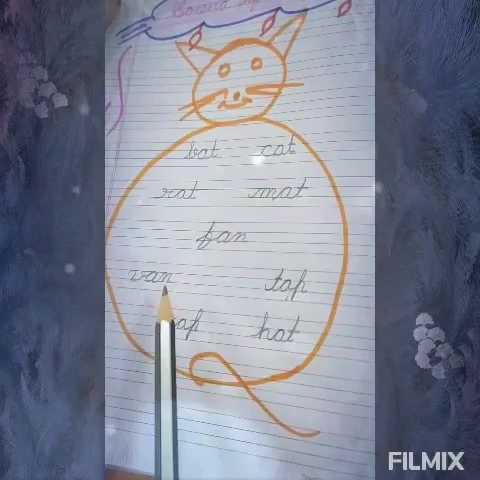 Sound of
bat cat
rat mat
fan
van tap
hat
FILMIX